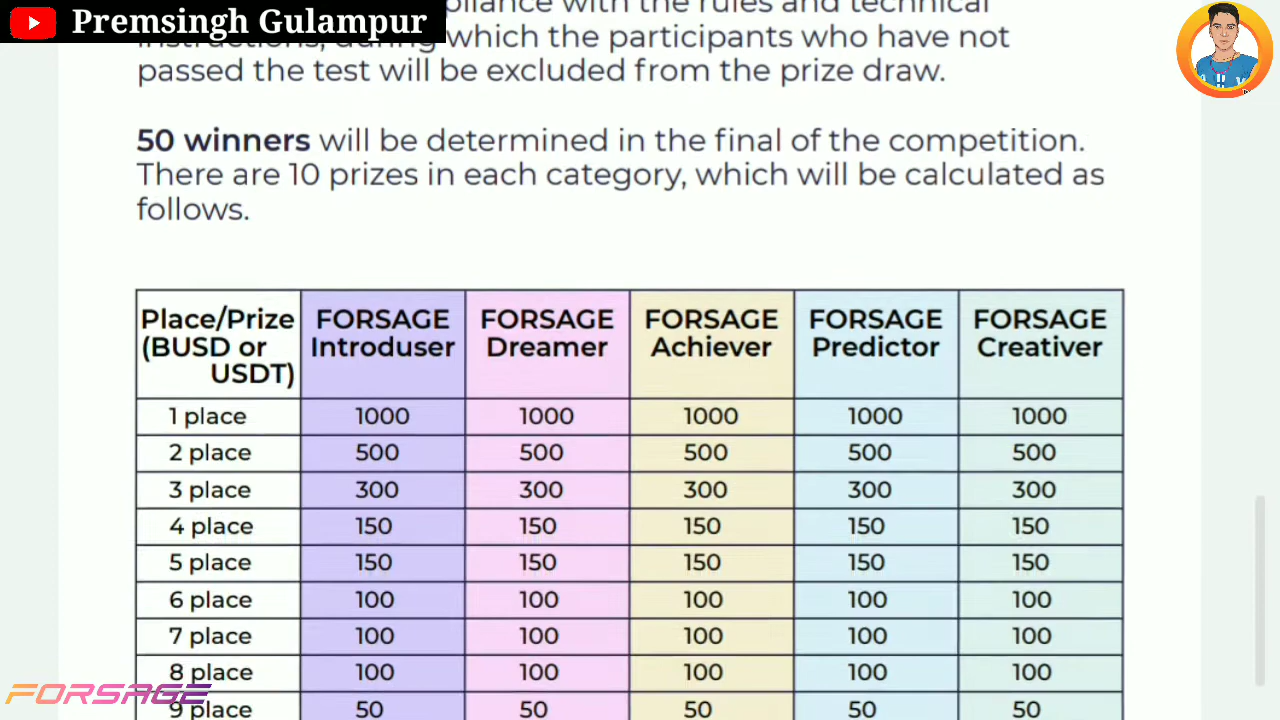 Premsingh Gulampur
with the rules and technical
which the participants who have not
passed the test will be excluded from the prize draw.
50 winners will be determined in the final of the competition.
There are 10 prizes in each category, which will be calculated as
follows.
Place/Prize (BUSD or USDT) FORSAGE Introduser FORSAGE Dreamer FORSAGE Achiever FORSAGE Predictor FORSAGE Creativer
1 place 1000 1000 1000 1000 1000
2 place 500 500 500 500 500
3 place 300 300 300 300 300
4 place 150 150 150 150 150
5 place 150 150 150 150 150
6 place 100 100 100 100 100
7 place 100 100 100 100 100
8 place 100 100 100 100 100
9 place 50 50 50 50 50
FORSAGE